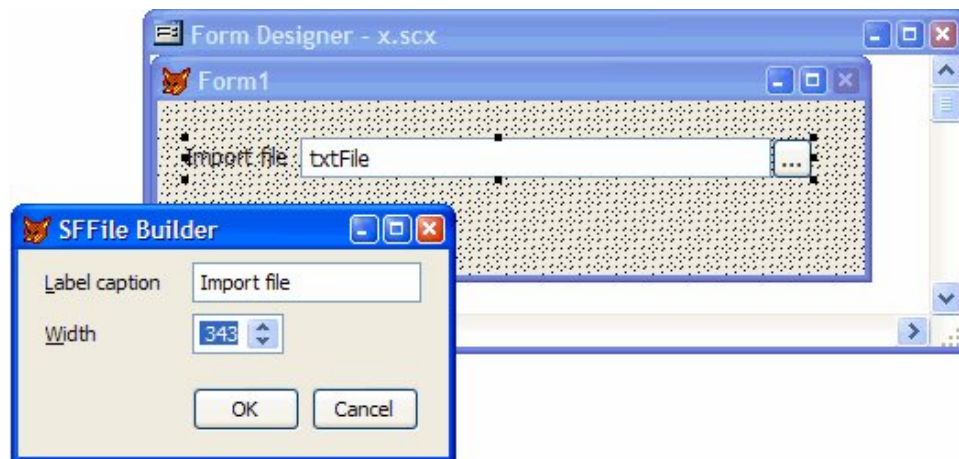 Form Designer - x.scx
Form1
Import file txtFile ...
SFFile Builder
Label caption Import file
Width 343
OK Cancel